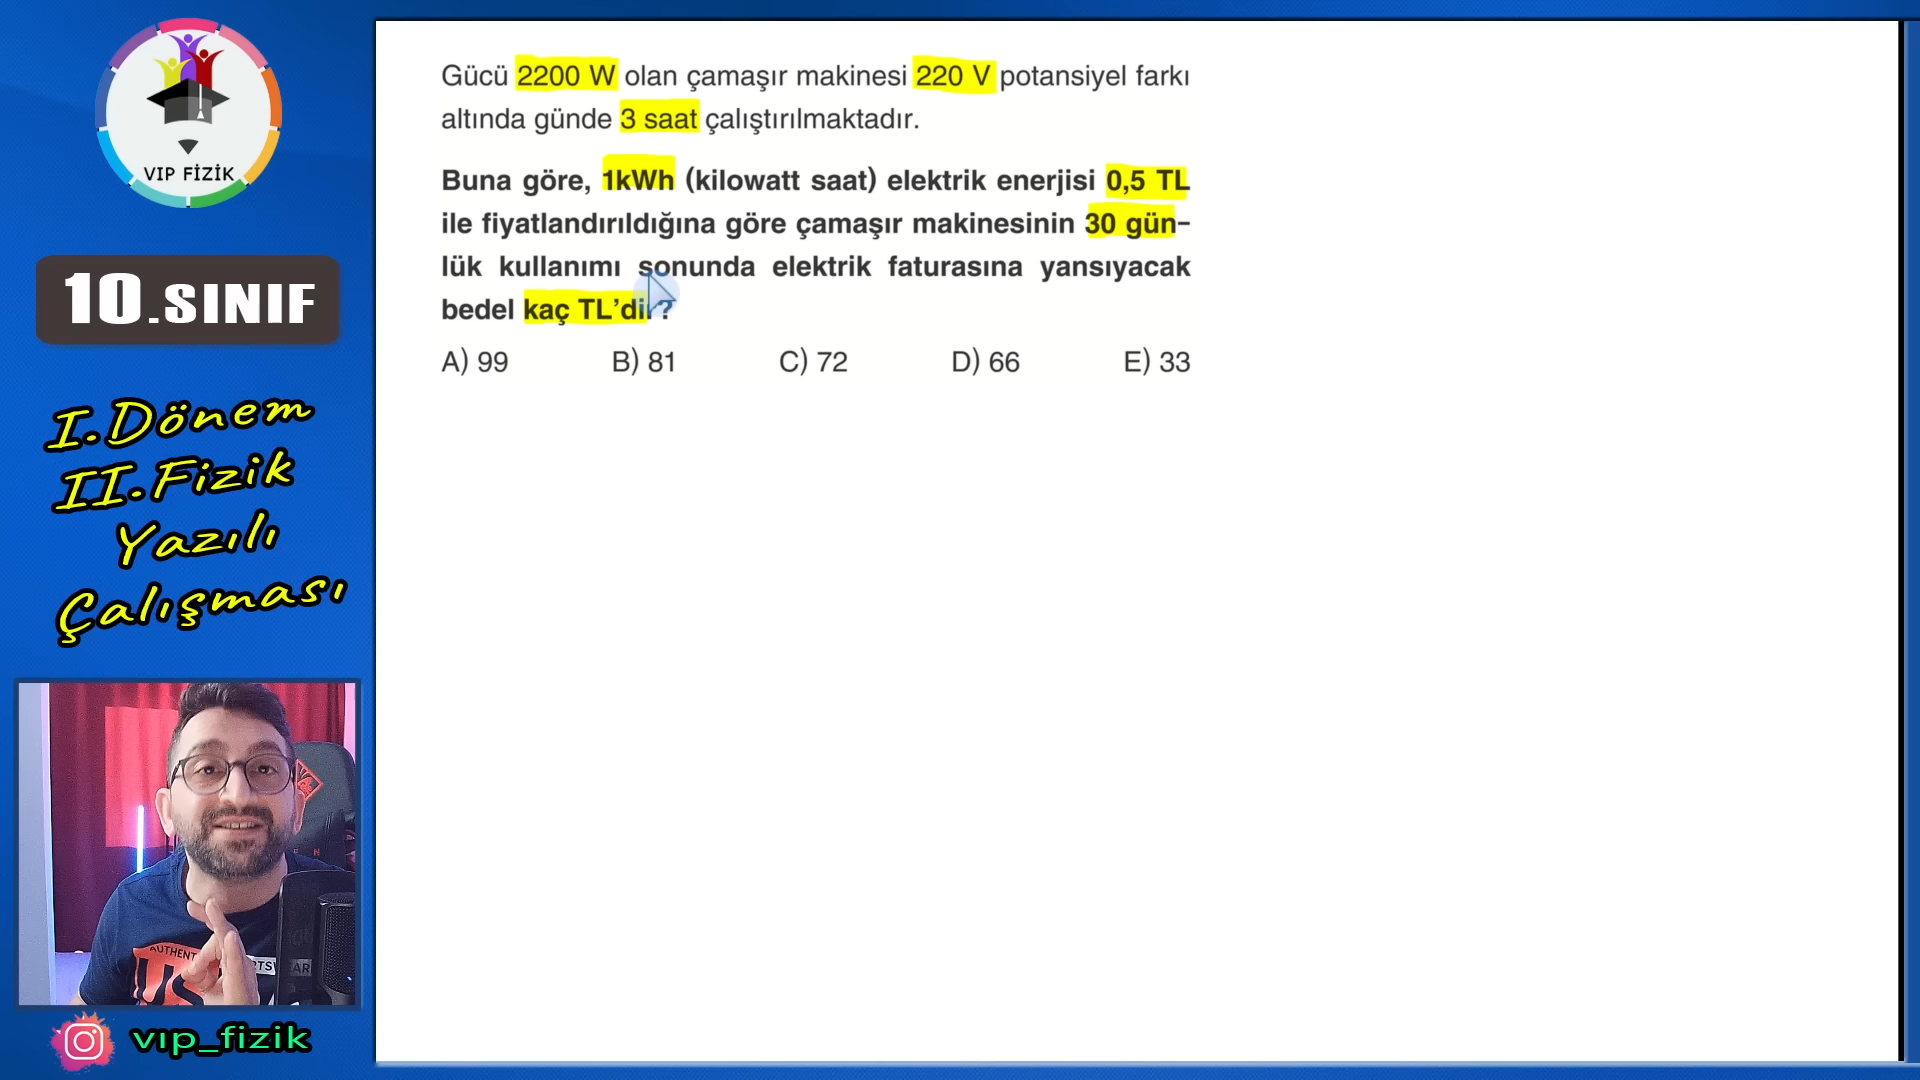 VIP FİZİK
10.SINIF
I.Dönem
II.Fizik
Yazılı
Çalışması
AUTHENT
US
vıp_fizik
Gücü 2200 W olan çamaşır makinesi 220 V potansiyel farkı
altında günde 3 saat çalıştırılmaktadır.
Buna göre, 1kWh (kilowatt saat) elektrik enerjisi 0,5 TL
ile fiyatlandırıldığına göre çamaşır makinesinin 30 gün-
lük kullanımı sonunda elektrik faturasına yansıyacak
bedel kaç TL'dir?
A) 99 B) 81 C) 72 D) 66 E) 33